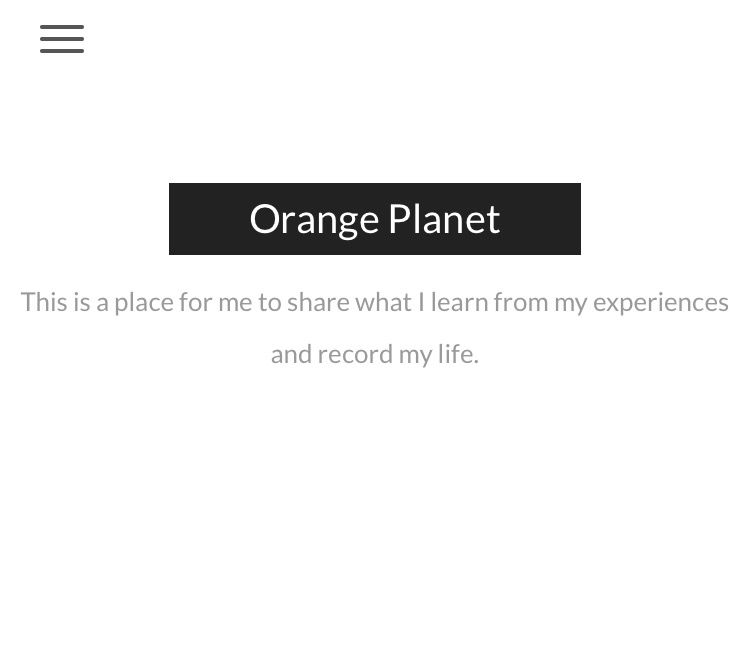 Orange Planet
This is a place for me to share what I learn from my experiences
and record my life.